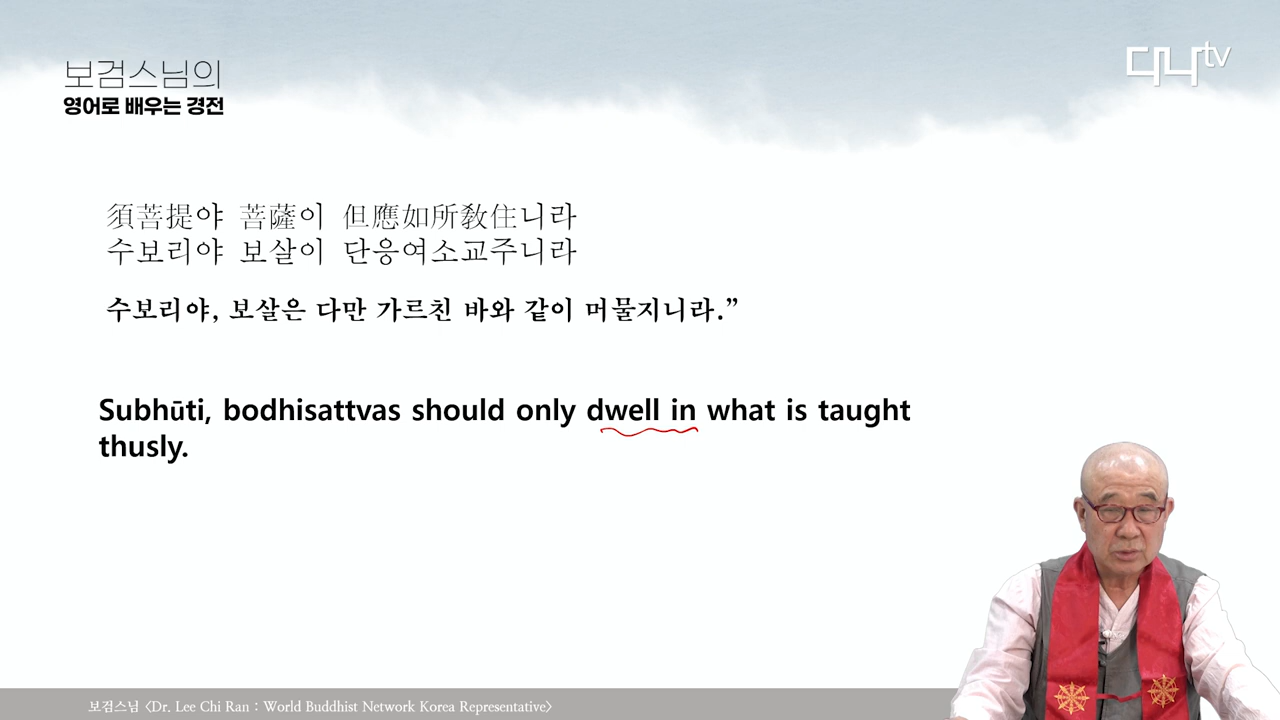 보검스님의
영어로 배우는 경전
디나tv
須菩提야 菩薩이 但應如所敎住니라
수보리야 보살이 단응여소교주니라
수보리야, 보살은 다만 가르친 바와 같이 머물지니라.”
Subhūti, bodhisattvas should only dwell in what is taught
thusly.
보검스님 <Dr. Lee Chi Ran : World Buddhist Network Korea Representative>